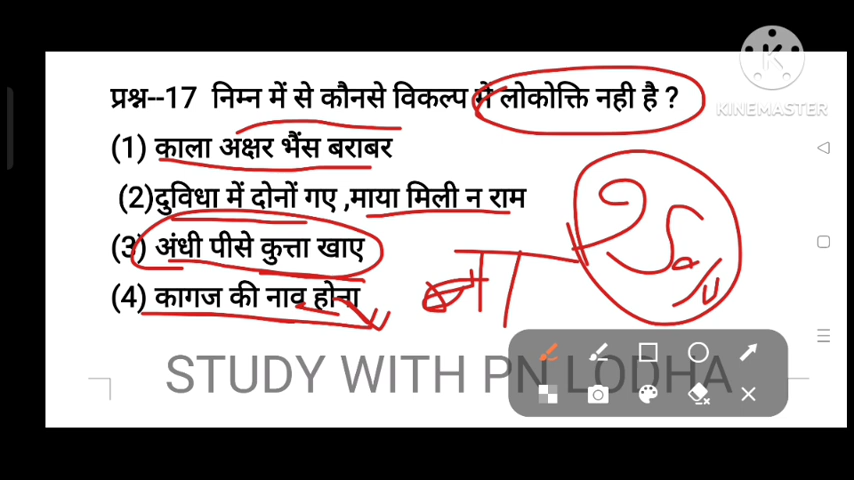 KINEMASTER
प्रश्न--17 निम्न में से कौनसे विकल्प में लोकोक्ति नही है ?
(1) काला अक्षर भैंस बराबर
(2)दुविधा में दोनों गए ,माया मिली न राम
(3) अंधी पीसे कुत्ता खाए
(4) कागज की नाव होना
STUDY WITH PN LODHA